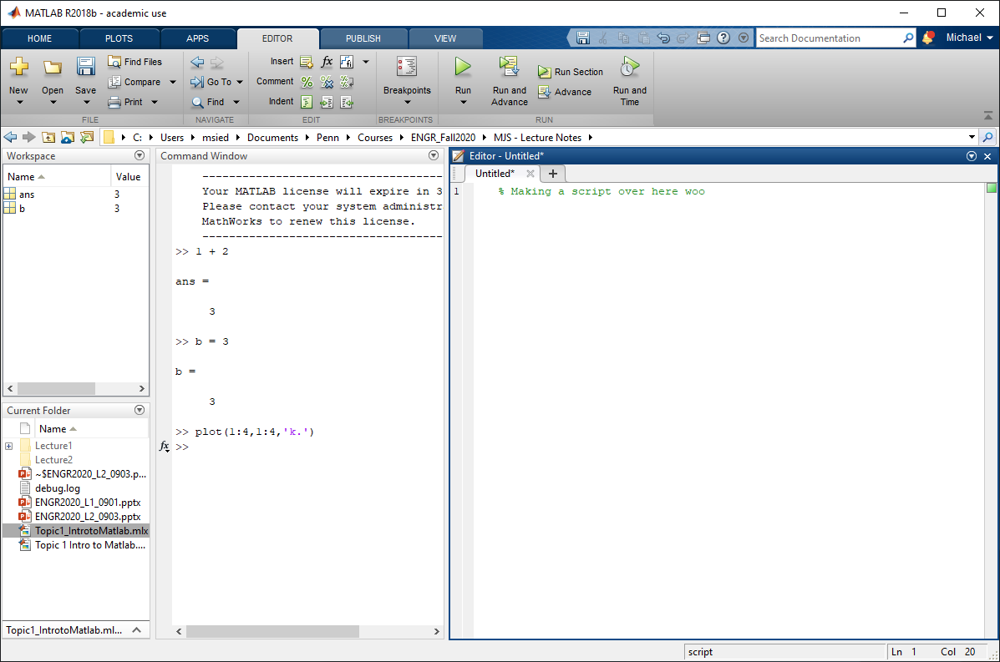 MATLAB R2018b - academic use
HOME PLOTS APPS EDITOR PUBLISH VIEW
Search Documentation
Michael
New
Open
Save
Find Files
Compare
Print
FILE
Go To
Find
NAVIGATE
Insert
Comment
Indent
fx
EDIT
Breakpoints
BREAKPOINTS
Run
Run and Advance
Run Section
Advance
Run and Time
RUN
C: Users msied Documents Penn Courses ENGR_Fall2020 MJS - Lecture Notes
Workspace
Name Value
ans 3
b 3
Current Folder
Name
Lecture1
Lecture2
~$ENGR2020_L2_0903.p...
debug.log
ENGR2020_L1_0901.pptx
ENGR2020_L2_0903.pptx
Topic1_IntrotoMatlab.mlx
Topic 1 Intro to Matlab....
Topic1_IntrotoMatlab.ml...
Command Window
------------------------------------
Your MATLAB license will expire in 3
Please contact your system administr
MathWorks to renew this license.
------------------------------------
>> 1 + 2
ans =
3
>> b = 3
b =
3
>> plot(1:4,1:4,'k.')
fx >>
Editor - Untitled*
Untitled* +
1 % Making a script over here woo
script Ln 1 Col 20